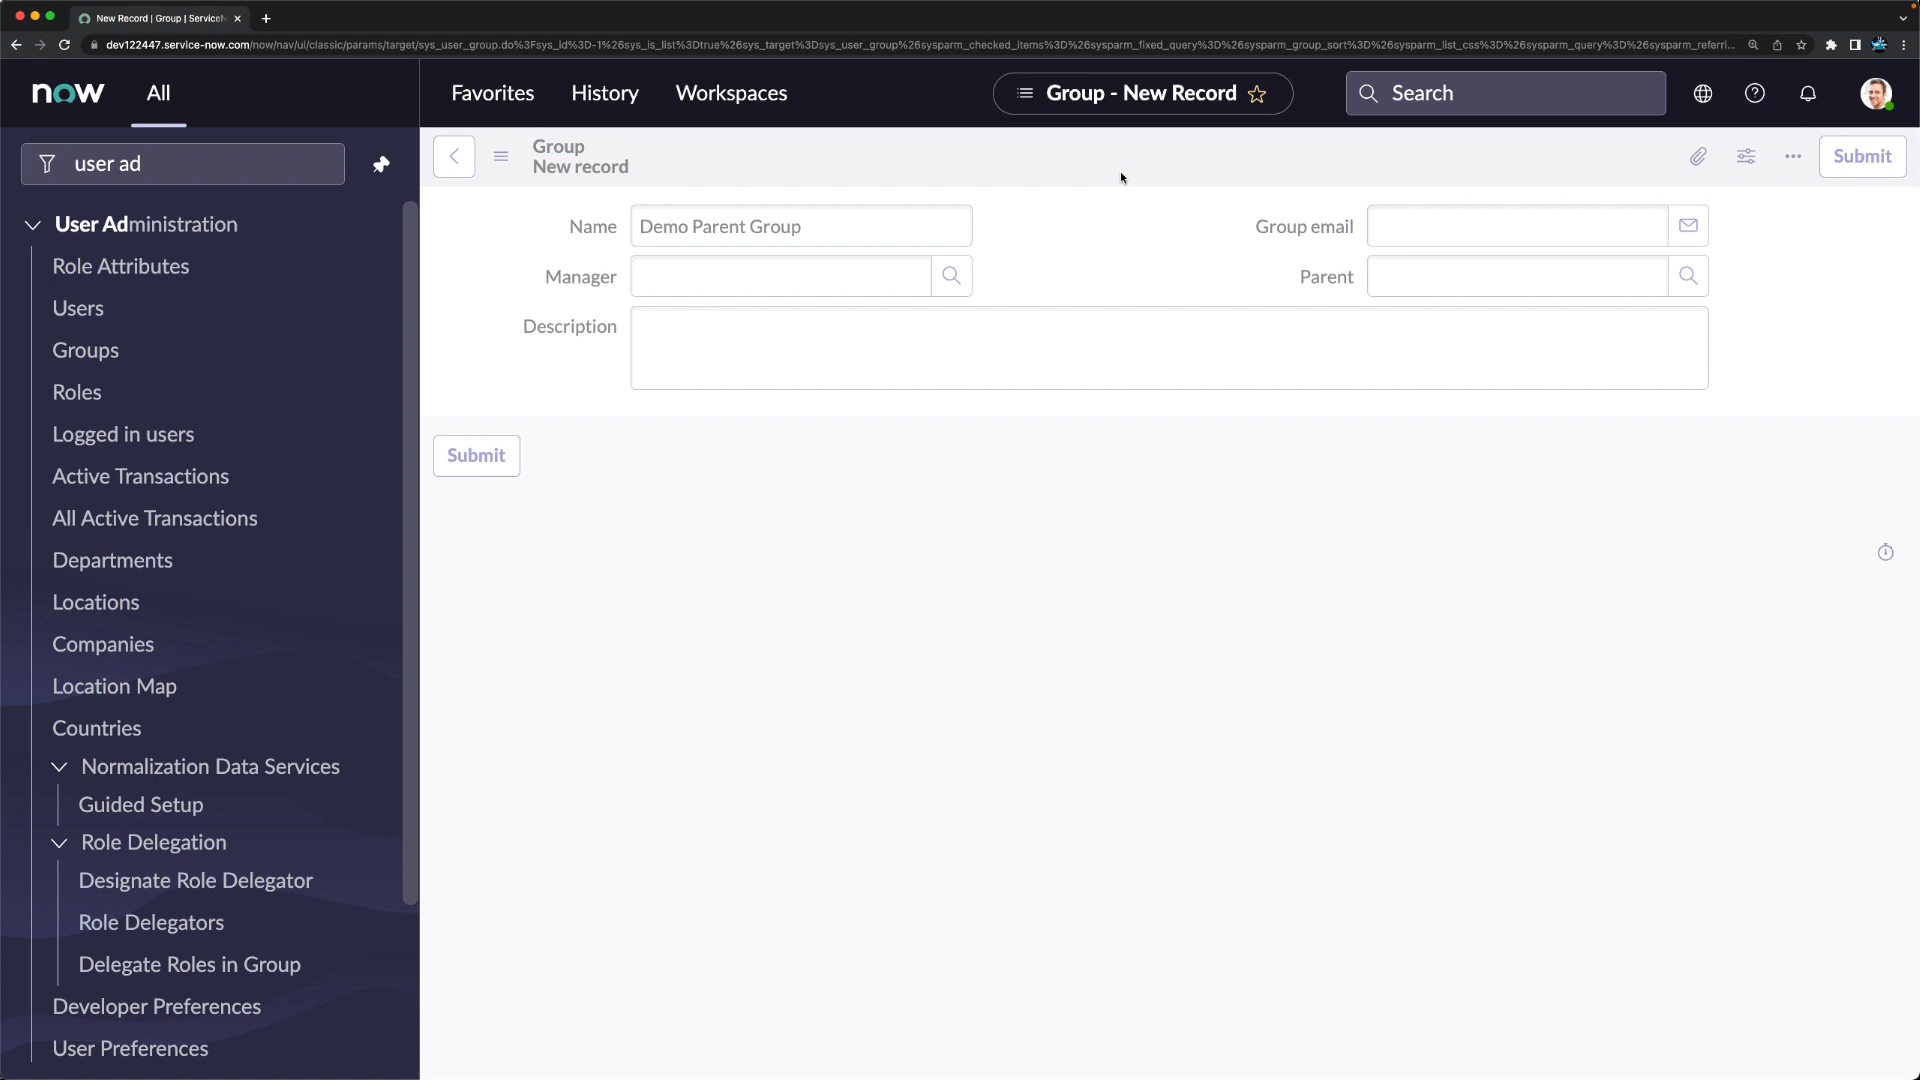 New Record | Group | ServiceN
dev122447.service-now.com/now/nav/ui/classic/params/target/sys_user_group.do%3Fsys_id%3D-1%26sys_is_list%3Dtrue%26sys_target%3Dsys_user_group%26sysparm_checked_items%3D%26sysparm_fixed_query%3D%26sysparm_group_sort%3D%26sysparm_list_css%3D%26sysparm_query%3D%26sysparm_referri...
now
All
Favorites
History
Workspaces
Group - New Record
Search
user ad
Group
New record
Submit
User Administration
Role Attributes
Users
Groups
Roles
Logged in users
Active Transactions
All Active Transactions
Departments
Locations
Companies
Location Map
Countries
Normalization Data Services
Guided Setup
Role Delegation
Designate Role Delegator
Role Delegators
Delegate Roles in Group
Developer Preferences
User Preferences
Name
Demo Parent Group
Group email
Manager
Parent
Description
Submit